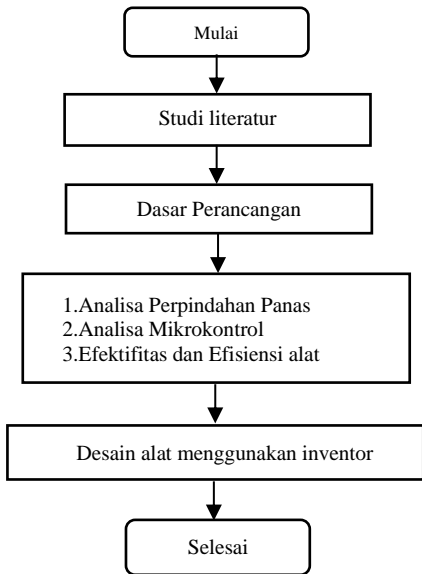 Mulai
Studi literatur
Dasar Perancangan
1.Analisa Perpindahan Panas
2.Analisa Mikrokontrol
3.Efektifitas dan Efisiensi alat
Desain alat menggunakan inventor
Selesai